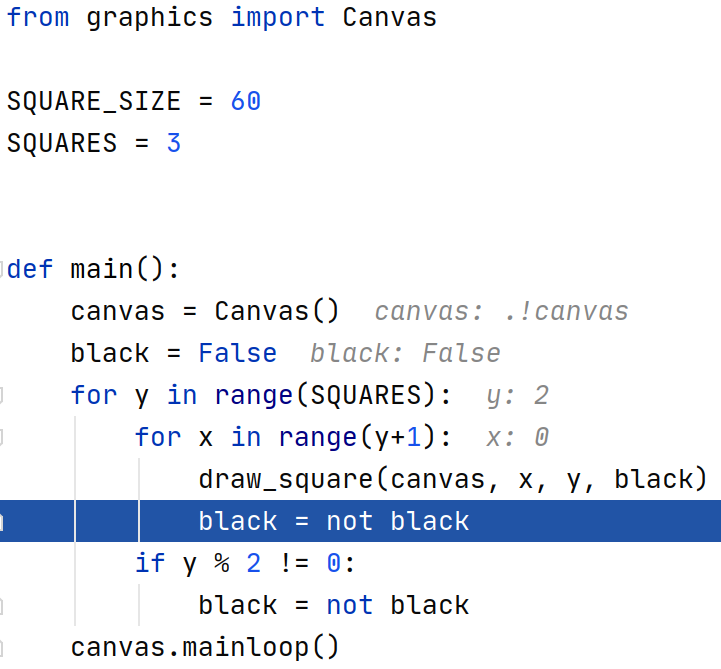 from graphics import Canvas
SQUARE_SIZE = 60
SQUARES = 3
def main():
canvas = Canvas() canvas: .!canvas
black = False black: False
for y in range(SQUARES): y: 2
for x in range(y+1): x: 0
draw_square(canvas, x, y, black)
black = not black
if y % 2 != 0:
black = not black
canvas.mainloop()